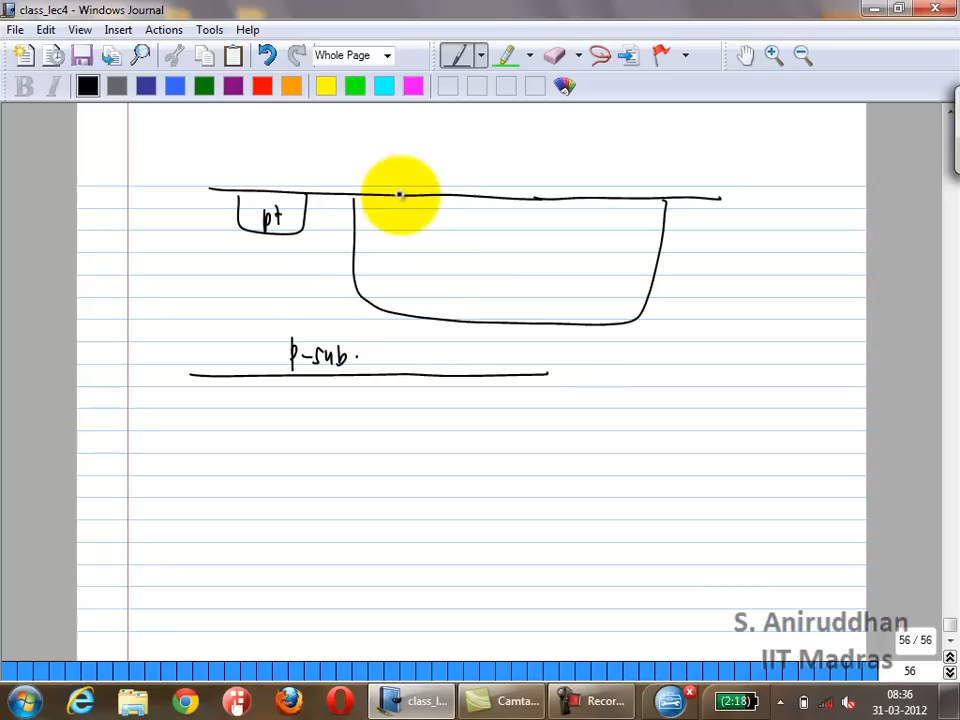 class_lec4 - Windows Journal
File Edit View Insert Actions Tools Help
Whole Page
B I
p+
p-sub.
S. Aniruddhan
IIT Madras
56 / 56
56
class_l... Camta... Recor... (2:18) 08:36
31-03-2012